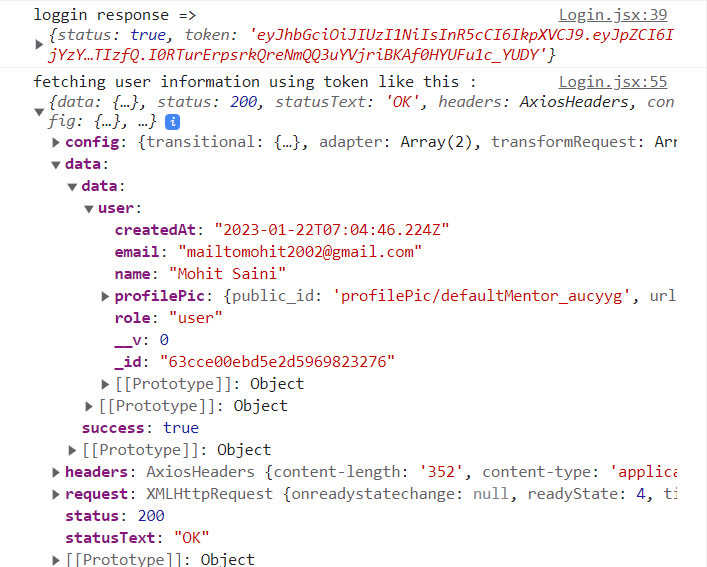 loggin response => Login.jsx:39
{status: true, token: 'eyJhbGciOiJIUzI1NiIsInR5cCI6IkpXVCJ9.eyJpZCI6I
jYzY…TIzfQ.I0RTurErpsrkQreNmQQ3uYVjriBKAf0HYUFu1c_YUDY'}
fetching user information using token like this : Login.jsx:55
{data: {…}, status: 200, statusText: 'OK', headers: AxiosHeaders, con
fig: {…}, …} i
config: {transitional: {…}, adapter: Array(2), transformRequest: Arr
data:
data:
user:
createdAt: "2023-01-22T07:04:46.224Z"
email: "mailtomohit2002@gmail.com"
name: "Mohit Saini"
profilePic: {public_id: 'profilePic/defaultMentor_aucyyg', url
role: "user"
__v: 0
_id: "63cce00ebd5e2d5969823276"
[[Prototype]]: Object
[[Prototype]]: Object
success: true
[[Prototype]]: Object
headers: AxiosHeaders {content-length: '352', content-type: 'applica
request: XMLHttpRequest {onreadystatechange: null, readyState: 4, ti
status: 200
statusText: "OK"
[[Prototype]]: Object